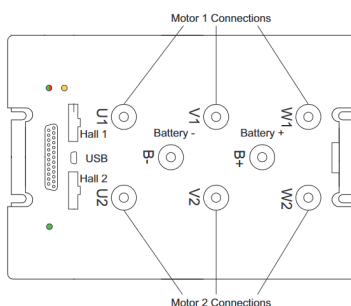 Motor 1 Connections
U1
V1
W1
Hall 1
Battery -
Battery +
USB
B-
B+
Hall 2
U2
V2
W2
Motor 2 Connections